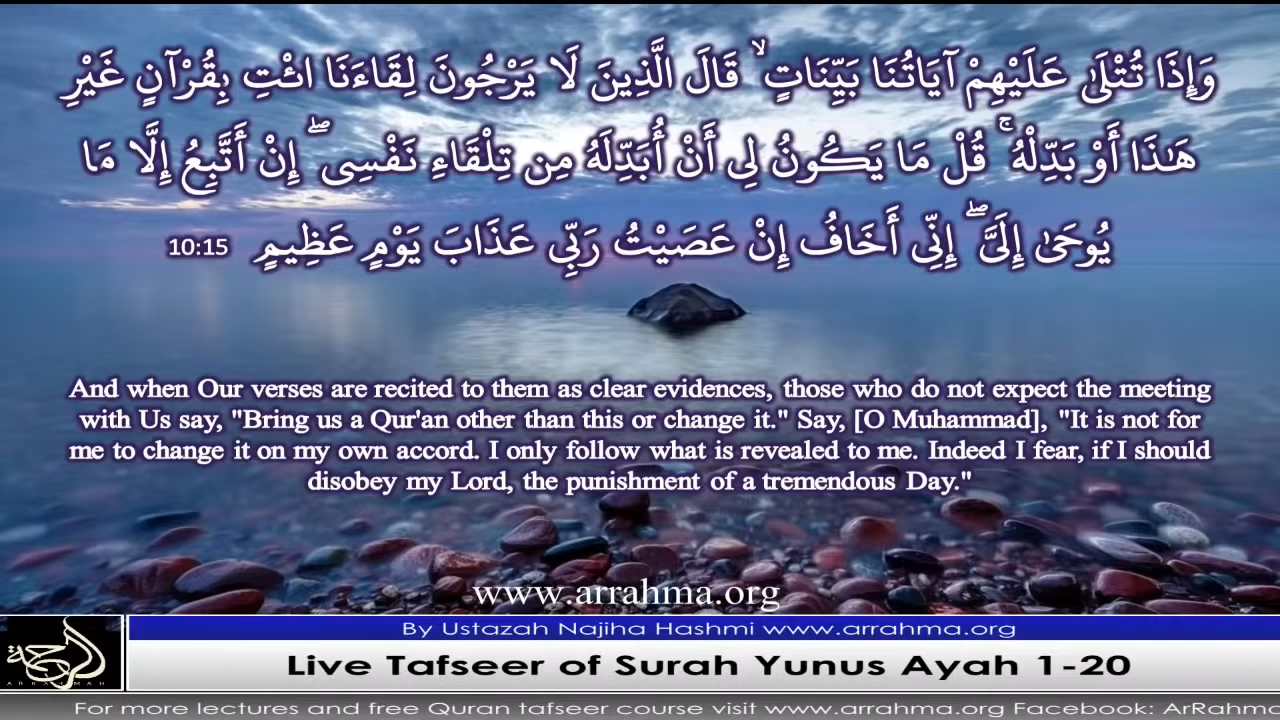 وَإِذَا تُتْلَىٰ عَلَيْهِمْ آيَاتُنَا بَيِّنَاتٍ ۙ قَالَ الَّذِينَ لَا يَرْجُونَ لِقَاءَنَا ائْتِ بِقُرْآنٍ غَيْرِ
هَٰذَا أَوْ بَدِّلْهُ ۚ قُلْ مَا يَكُونُ لِي أَنْ أُبَدِّلَهُ مِن تِلْقَاءِ نَفْسِي ۖ إِنْ أَتَّبِعُ إِلَّا مَا
يُوحَىٰ إِلَيَّ ۖ إِنِّي أَخَافُ إِنْ عَصَيْتُ رَبِّي عَذَابَ يَوْمٍ عَظِيمٍ 10:15
And when Our verses are recited to them as clear evidences, those who do not expect the meeting
with Us say, "Bring us a Qur'an other than this or change it." Say, [O Muhammad], "It is not for
me to change it on my own accord. I only follow what is revealed to me. Indeed I fear, if I should
disobey my Lord, the punishment of a tremendous Day."
www.arrahma.org
By Ustazah Najiha Hashmi www.arrahma.org
الرحمة
Live Tafseer of Surah Yunus Ayah 1-20
For more lectures and free Quran tafseer course visit www.arrahma.org Facebook: ArRahma